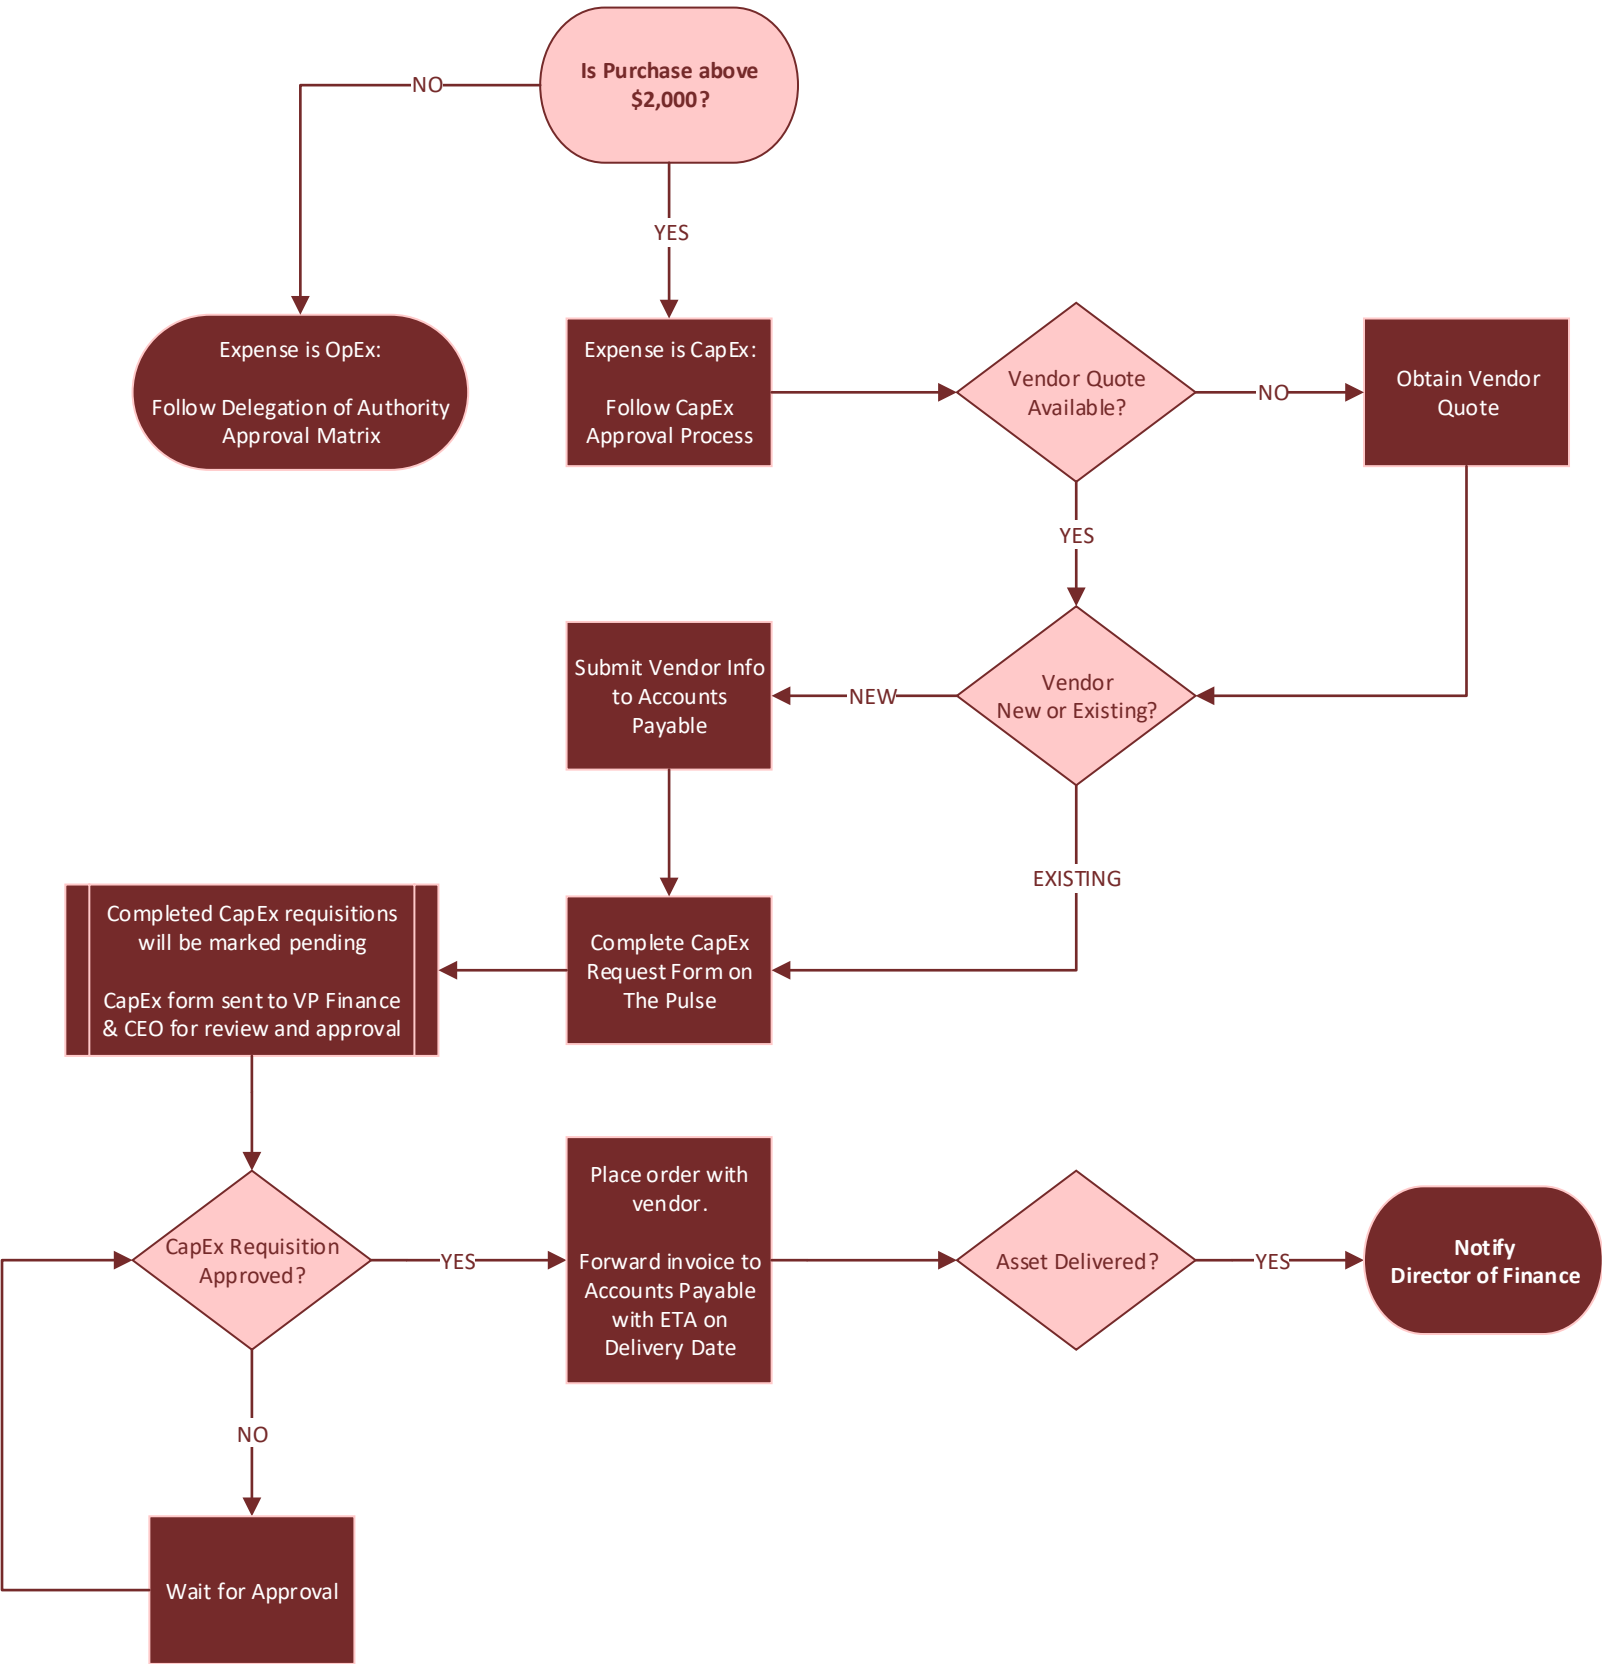 Is Purchase above
$2,000?
NO
YES
Expense is OpEx:
Follow Delegation of Authority
Approval Matrix
Expense is CapEx:
Follow CapEx
Approval Process
Vendor Quote
Available?
NO
Obtain Vendor
Quote
YES
Submit Vendor Info
to Accounts
Payable
NEW
Vendor
New or Existing?
EXISTING
Completed CapEx requisitions
will be marked pending
CapEx form sent to VP Finance
& CEO for review and approval
Complete CapEx
Request Form on
The Pulse
CapEx Requisition
Approved?
YES
Place order with
vendor.
Forward invoice to
Accounts Payable
with ETA on
Delivery Date
Asset Delivered?
YES
Notify
Director of Finance
NO
Wait for Approval